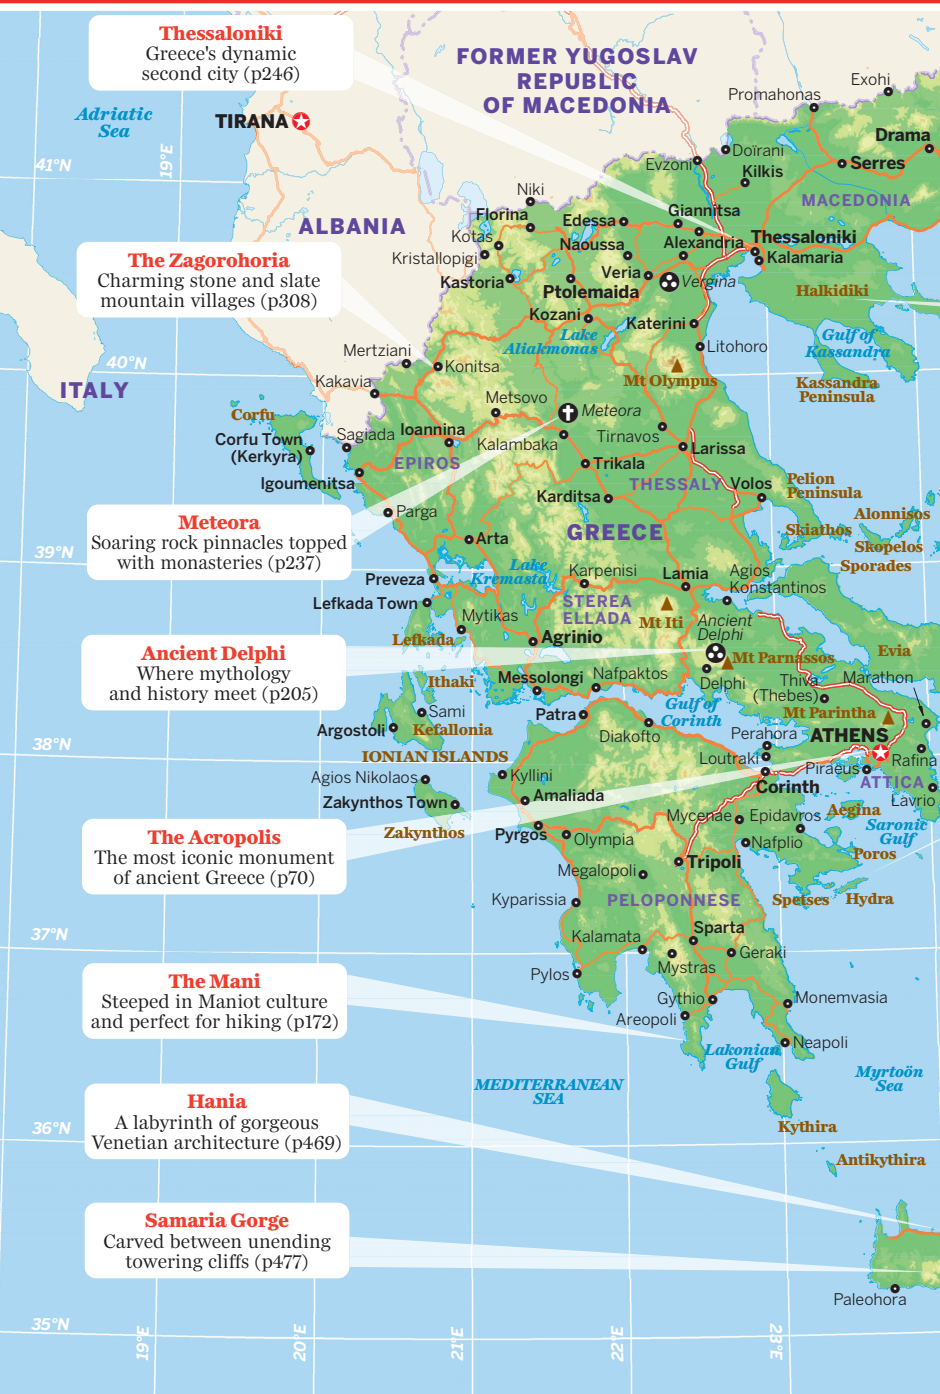 Thessaloniki
Greece's dynamic
second city (p246)
FORMER YUGOSLAV
REPUBLIC
OF MACEDONIA
Exohi
Promahonas
Adriatic
Sea
TIRANA
Drama
41°N
19°E
Evzoni
Doïrani
Kilkis
Serres
MACEDONIA
Niki
Florina
Edessa
Giannitsa
ALBANIA
Kotas
Naoussa
Alexandria
Thessaloniki
Kristallopigi
Kalamaria
The Zagorohoria
Charming stone and slate
mountain villages (p308)
Kastoria
Veria
Vergina
Ptolemaida
Halkidiki
Kozani
Katerini
Lake
Aliakmonas
Gulf of
Kassandra
Mertziani
Litohoro
40°N
Konitsa
Kakavia
Mt Olympus
Kassandra
Peninsula
ITALY
Metsovo
Meteora
Corfu
Corfu Town
(Kerkyra)
Sagiada
Ioannina
Kalambaka
Tirnavos
Larissa
EPIROS
Trikala
Igoumenitsa
THESSALY
Volos
Pelion
Peninsula
Karditsa
Parga
Alonnisos
Meteora
Soaring rock pinnacles topped
with monasteries (p237)
Skiathos
GREECE
Arta
Skopelos
39°N
Sporades
Lake
Kremasta
Karpenisi
Lamia
Agios
Konstantinos
Preveza
Lefkada Town
STEREA
ELLADA
Mytikas
Mt Iti
Ancient
Delphi
Lefkada
Agrinio
Ancient Delphi
Where mythology
and history meet (p205)
Evia
Mt Parnassos
Ithaki
Messolongi
Nafpaktos
Delphi
Thiva
(Thebes)
Marathon
Sami
Patra
Gulf of
Corinth
Mt Parintha
Argostoli
Kefallonia
Diakofto
Perahora
ATHENS
38°N
IONIAN ISLANDS
Loutraki
Piraeus
Rafina
Agios Nikolaos
Kyllini
Corinth
ATTICA
Zakynthos Town
Amaliada
Lavrio
Zakynthos
Mycenae
Epidavros
Aegina
Saronic
Gulf
The Acropolis
The most iconic monument
of ancient Greece (p70)
Pyrgos
Olympia
Nafplio
Tripoli
Poros
Megalopoli
Kyparissia
PELOPONNESE
Spetses
Hydra
37°N
Kalamata
Sparta
Geraki
Pylos
Mystras
The Mani
Steeped in Maniot culture
and perfect for hiking (p172)
Gythio
Monemvasia
Areopoli
Neapoli
Lakonian
Gulf
MEDITERRANEAN
SEA
Myrtoön
Sea
Hania
A labyrinth of gorgeous
Venetian architecture (p469)
36°N
Kythira
Antikythira
Samaria Gorge
Carved between unending
towering cliffs (p477)
Paleohora
35°N
19°E
20°E
21°E
22°E
23°E